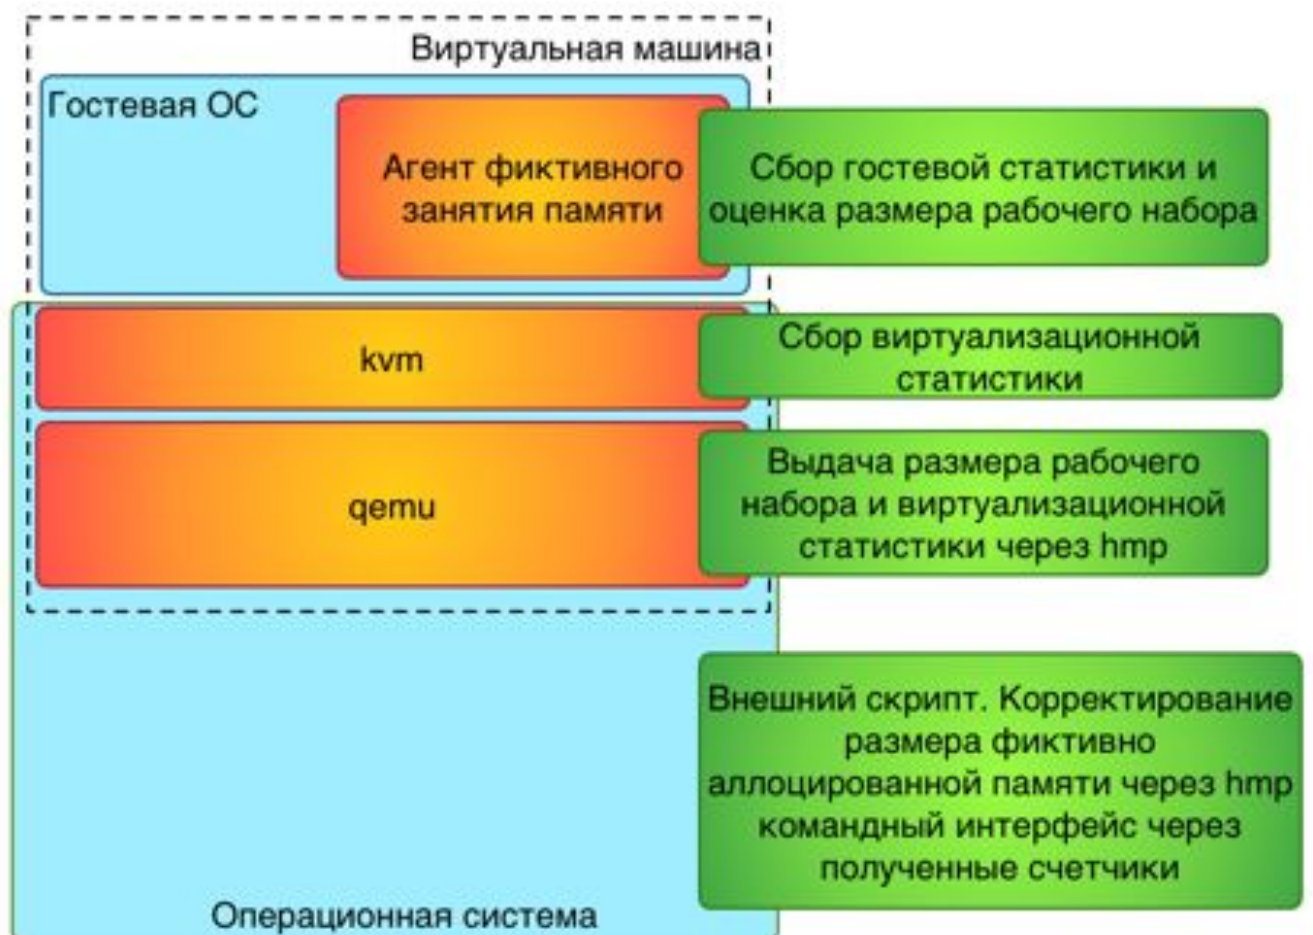 Виртуальная машина
Гостевая ОС
Агент фиктивного
занятия памяти
Сбор гостевой статистики и
оценка размера рабочего набора
kvm
Сбор виртуализационной
статистики
qemu
Выдача размера рабочего
набора и виртуализационной
статистики через hmp
Внешний скрипт. Корректирование
размера фиктивно
аллоцированной памяти через hmp
командный интерфейс через
полученные счетчики
Операционная система